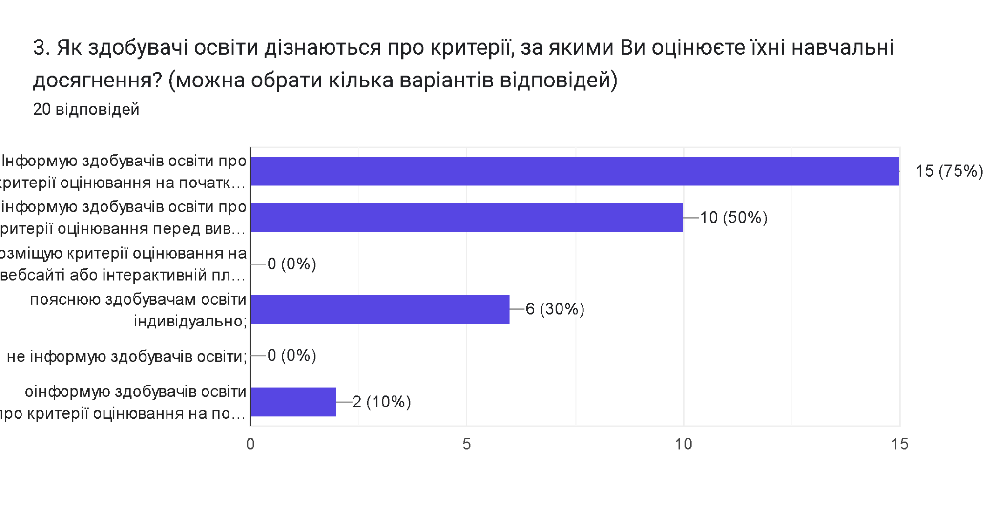 3. Як здобувачі освіти дізнаються про критерії, за якими Ви оцінюєте їхні навчальні
досягнення? (можна обрати кілька варіантів відповідей)
20 відповідей
Інформую здобувачів освіти про
критерії оцінювання на початк...
15 (75%)
інформую здобувачів освіти про
ритерії оцінювання перед вив...
10 (50%)
озміщую критерії оцінювання на
вебсайті або інтерактивній пл...
0 (0%)
пояснюю здобувачам освіти
індивідуально;
6 (30%)
не інформую здобувачів освіти;
0 (0%)
оінформую здобувачів освіти
про критерії оцінювання на по...
2 (10%)
0 5 10 15